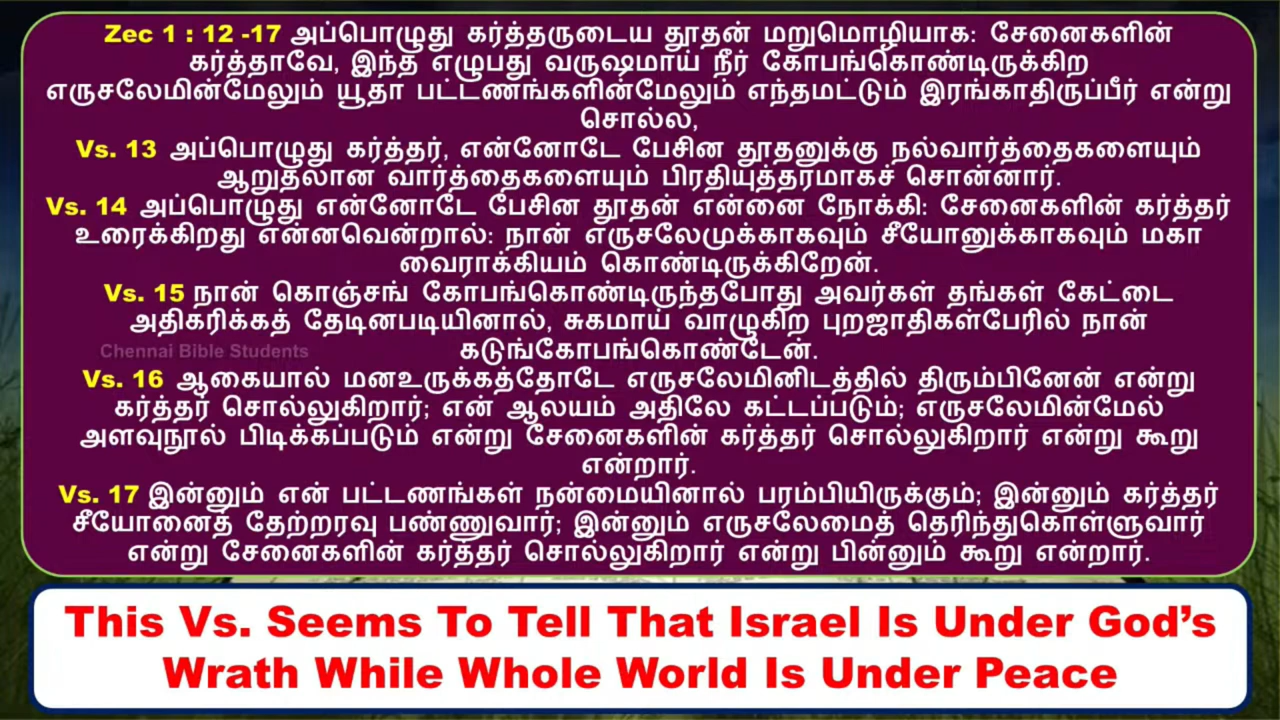 Zec 1 : 12 -17 அப்பொழுது கர்த்தருடைய தூதன் மறுமொழியாக: சேனைகளின்
கர்த்தாவே, இந்த எழுபது வருஷமாய் நீர் கோபங்கொண்டிருக்கிற
எருசலேமின்மேலும் யூதா பட்டணங்களின்மேலும் எந்தமட்டும் இரங்காதிருப்பீர் என்று
சொல்ல,
Vs. 13 அப்பொழுது கர்த்தர், என்னோடே பேசின தூதனுக்கு நல்வார்த்தைகளையும்
ஆறுதலான வார்த்தைகளையும் பிரதியுத்தரமாகச் சொன்னார்.
Vs. 14 அப்பொழுது என்னோடே பேசின தூதன் என்னை நோக்கி: சேனைகளின் கர்த்தர்
உரைக்கிறது என்னவென்றால்: நான் எருசலேமுக்காகவும் சீயோனுக்காகவும் மகா
வைராக்கியம் கொண்டிருக்கிறேன்.
Vs. 15 நான் கொஞ்சங் கோபங்கொண்டிருந்தபோது அவர்கள் தங்கள் கேட்டை
அதிகரிக்கத் தேடினபடியினால், சுகமாய் வாழுகிற புறஜாதிகள்பேரில் நான்
கடுங்கோபங்கொண்டேன்.
Chennai Bible Students
Vs. 16 ஆகையால் மனஉருக்கத்தோடே எருசலேமினிடத்தில் திரும்பினேன் என்று
கர்த்தர் சொல்லுகிறார்; என் ஆலயம் அதிலே கட்டப்படும்; எருசலேமின்மேல்
அளவுநூல் பிடிக்கப்படும் என்று சேனைகளின் கர்த்தர் சொல்லுகிறார் என்று கூறு
என்றார்.
Vs. 17 இன்னும் என் பட்டணங்கள் நன்மையினால் பரம்பியிருக்கும்; இன்னும் கர்த்தர்
சீயோனைத் தேற்றரவு பண்ணுவார்; இன்னும் எருசலேமைத் தெரிந்துகொள்ளுவார்
என்று சேனைகளின் கர்த்தர் சொல்லுகிறார் என்று பின்னும் கூறு என்றார்.
This Vs. Seems To Tell That Israel Is Under God’s
Wrath While Whole World Is Under Peace